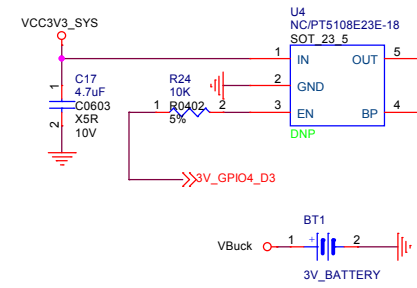 VCC3V3_SYS
U4
NC/PT5108E23E-18
SOT_23_5
1 IN OUT 5
2 GND
3 EN BP 4
DNP
1
C17
4.7uF
C0603
X5R
10V
2
R24
10K
1 R0402 2
5%
3V_GPIO4_D3
BT1
VBuck 1 + 2
3V_BATTERY